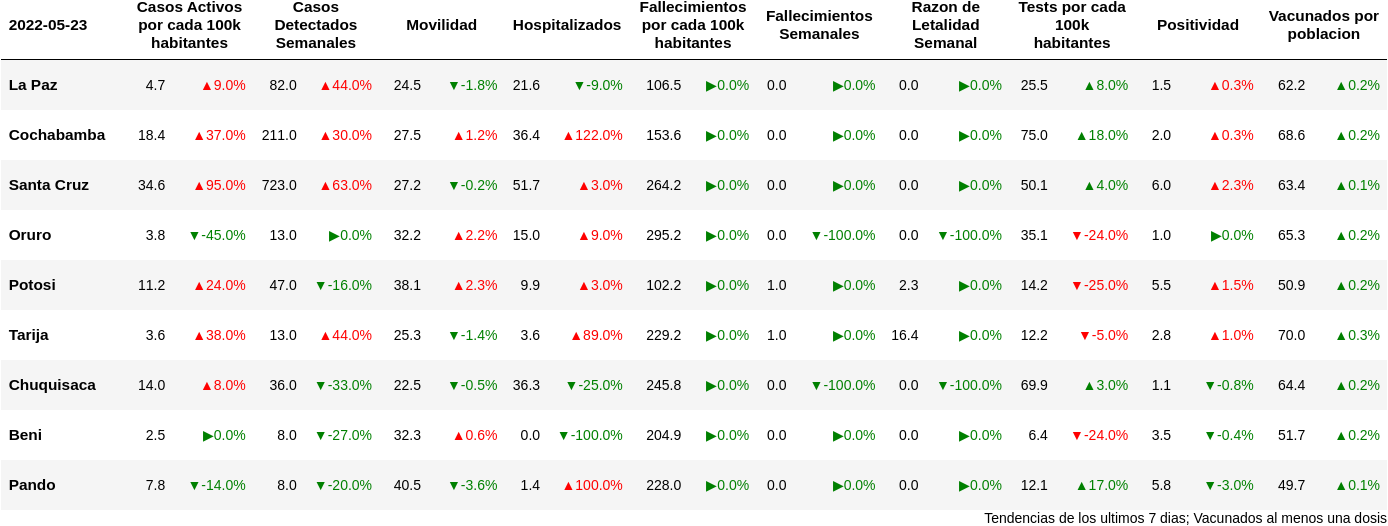 2022-05-23 Casos Activos por cada 100k habitantes Casos Detectados Semanales Movilidad Hospitalizados Fallecimientos por cada 100k habitantes Fallecimientos Semanales Razon de Letalidad Semanal Tests por cada 100k habitantes Positividad Vacunados por poblacion
La Paz 4.7 ▲9.0% 82.0 ▲44.0% 24.5 ▼-1.8% 21.6 ▼-9.0% 106.5 ▶0.0% 0.0 ▶0.0% 0.0 ▶0.0% 25.5 ▲8.0% 1.5 ▲0.3% 62.2 ▲0.2%
Cochabamba 18.4 ▲37.0% 211.0 ▲30.0% 27.5 ▲1.2% 36.4 ▲122.0% 153.6 ▶0.0% 0.0 ▶0.0% 0.0 ▶0.0% 75.0 ▲18.0% 2.0 ▲0.3% 68.6 ▲0.2%
Santa Cruz 34.6 ▲95.0% 723.0 ▲63.0% 27.2 ▼-0.2% 51.7 ▲3.0% 264.2 ▶0.0% 0.0 ▶0.0% 0.0 ▶0.0% 50.1 ▲4.0% 6.0 ▲2.3% 63.4 ▲0.1%
Oruro 3.8 ▼-45.0% 13.0 ▶0.0% 32.2 ▲2.2% 15.0 ▲9.0% 295.2 ▶0.0% 0.0 ▼-100.0% 0.0 ▼-100.0% 35.1 ▼-24.0% 1.0 ▶0.0% 65.3 ▲0.2%
Potosi 11.2 ▲24.0% 47.0 ▼-16.0% 38.1 ▲2.3% 9.9 ▲3.0% 102.2 ▶0.0% 1.0 ▶0.0% 2.3 ▶0.0% 14.2 ▼-25.0% 5.5 ▲1.5% 50.9 ▲0.2%
Tarija 3.6 ▲38.0% 13.0 ▲44.0% 25.3 ▼-1.4% 3.6 ▲89.0% 229.2 ▶0.0% 1.0 ▶0.0% 16.4 ▶0.0% 12.2 ▼-5.0% 2.8 ▲1.0% 70.0 ▲0.3%
Chuquisaca 14.0 ▲8.0% 36.0 ▼-33.0% 22.5 ▼-0.5% 36.3 ▼-25.0% 245.8 ▶0.0% 0.0 ▼-100.0% 0.0 ▼-100.0% 69.9 ▲3.0% 1.1 ▼-0.8% 64.4 ▲0.2%
Beni 2.5 ▶0.0% 8.0 ▼-27.0% 32.3 ▲0.6% 0.0 ▼-100.0% 204.9 ▶0.0% 0.0 ▶0.0% 0.0 ▶0.0% 6.4 ▼-24.0% 3.5 ▼-0.4% 51.7 ▲0.2%
Pando 7.8 ▼-14.0% 8.0 ▼-20.0% 40.5 ▼-3.6% 1.4 ▲100.0% 228.0 ▶0.0% 0.0 ▶0.0% 0.0 ▶0.0% 12.1 ▲17.0% 5.8 ▼-3.0% 49.7 ▲0.1%
Tendencias de los ultimos 7 dias; Vacunados al menos una dosis